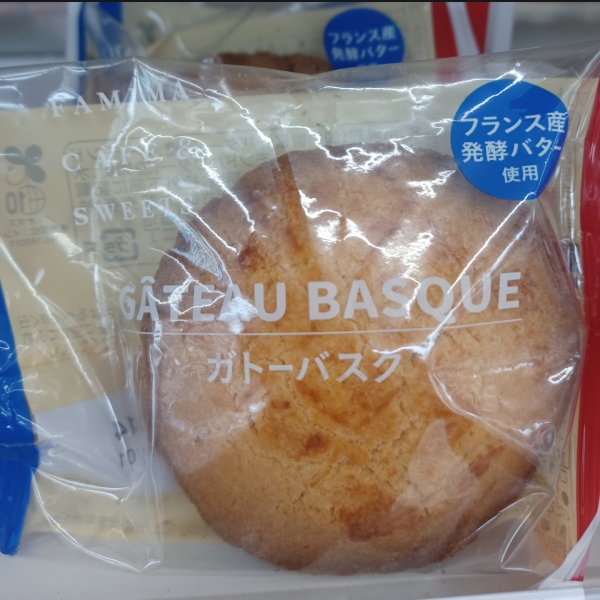 フランス産
発酵バター
FAMIMA
CAFÉ &
SWEETS
フランス産
発酵バター
使用
GÂTEAU BASQUE
ガトーバスク